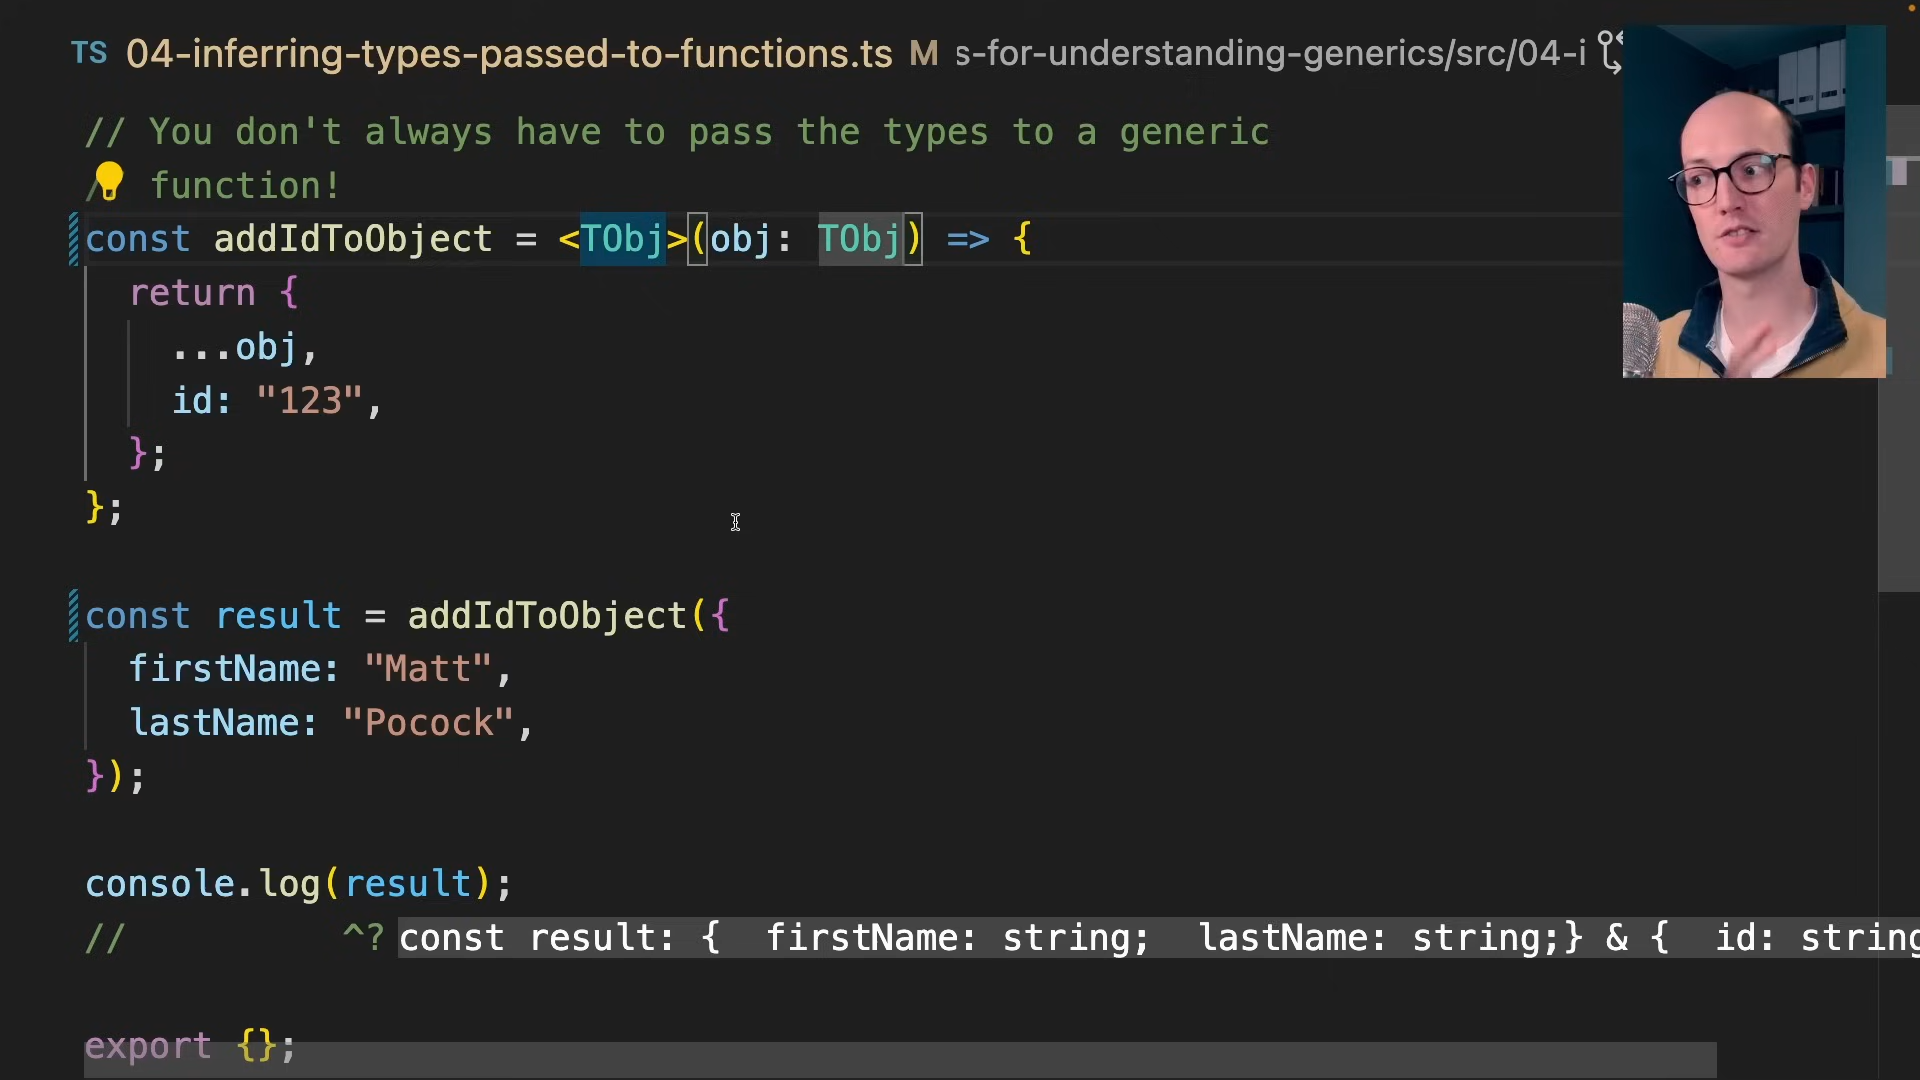 TS 04-inferring-types-passed-to-functions.ts M s-for-understanding-generics/src/04-i
// You don't always have to pass the types to a generic
/ function!
const addIdToObject = <TObj>(obj: TObj) => {
  return {
    ...obj,
    id: "123",
  };
};
const result = addIdToObject({
  firstName: "Matt",
  lastName: "Pocock",
});
console.log(result);
//          ^? const result: {  firstName: string;  lastName: string;} & {  id: string
export {};